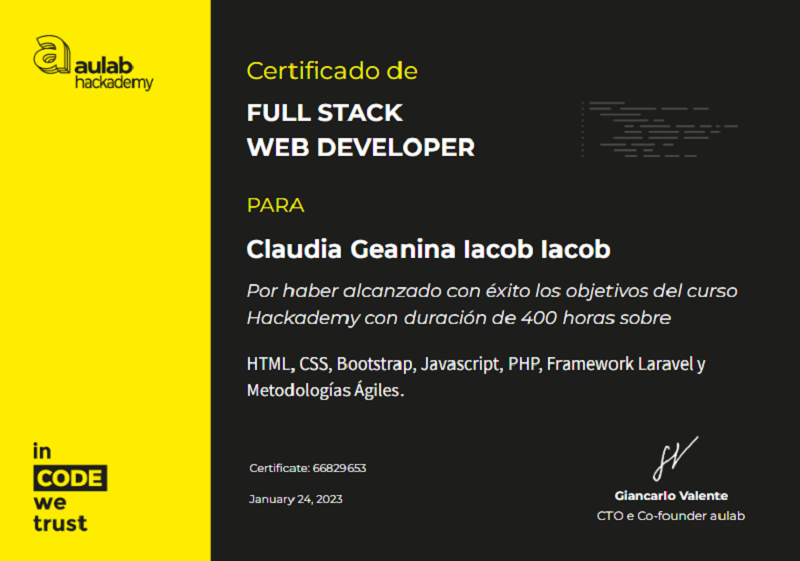 aulab
hackademy
Certificado de
FULL STACK
WEB DEVELOPER
PARA
Claudia Geanina Iacob Iacob
Por haber alcanzado con éxito los objetivos del curso
Hackademy con duración de 400 horas sobre
HTML, CSS, Bootstrap, Javascript, PHP, Framework Laravel y
Metodologías Ágiles.
in
CODE
we
trust
Certificate: 66829653
January 24, 2023
Giancarlo Valente
CTO e Co-founder aulab